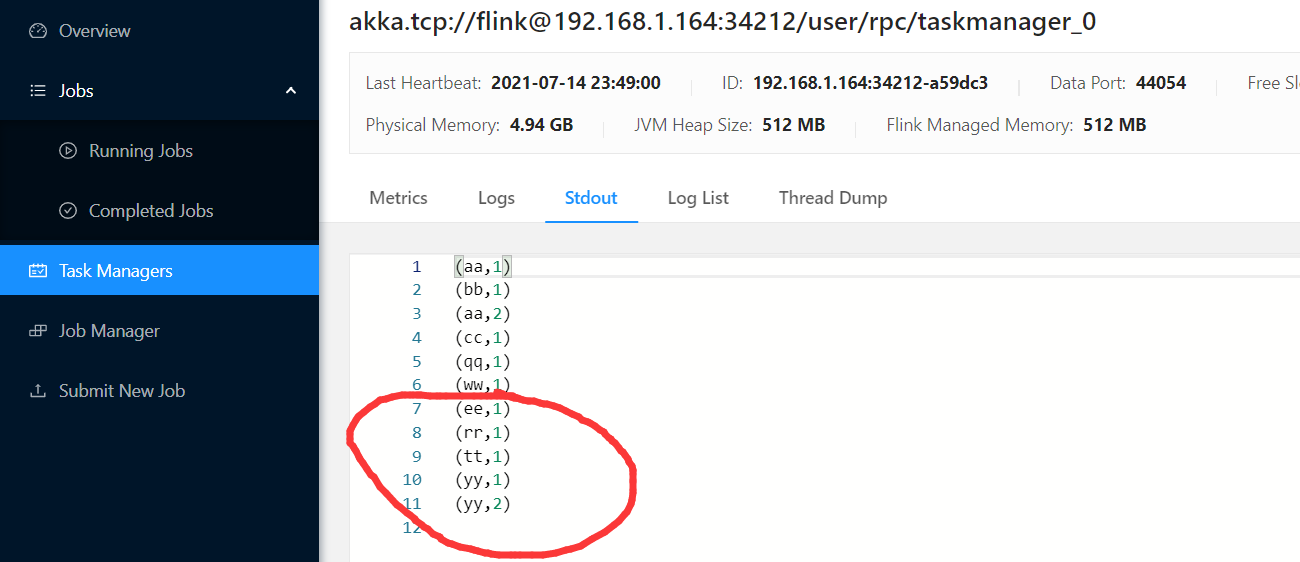 Overview
Jobs
Running Jobs
Completed Jobs
Task Managers
Job Manager
Submit New Job
akka.tcp://flink@192.168.1.164:34212/user/rpc/taskmanager_0
Last Heartbeat: 2021-07-14 23:49:00 ID: 192.168.1.164:34212-a59dc3 Data Port: 44054 Free
Physical Memory: 4.94 GB JVM Heap Size: 512 MB Flink Managed Memory: 512 MB
Metrics Logs Stdout Log List Thread Dump
1 (aa,1)
2 (bb,1)
3 (aa,2)
4 (cc,1)
5 (qq,1)
6 (ww,1)
7 (ee,1)
8 (rr,1)
9 (tt,1)
10 (yy,1)
11 (yy,2)
12